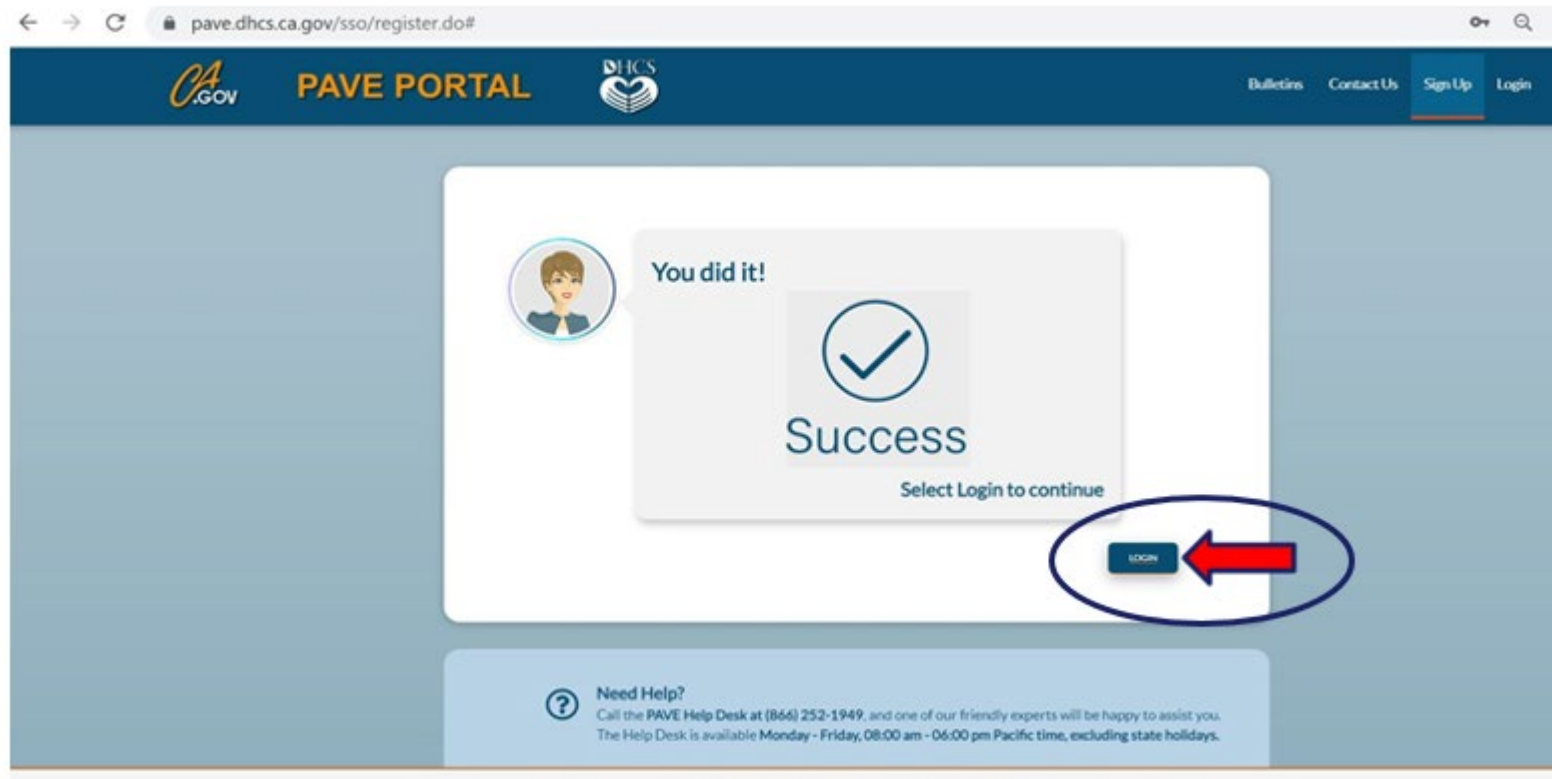 pave.dhcs.ca.gov/sso/register.do#
CA.GOV PAVE PORTAL DHCS Bulletins Contact Us Sign Up Login
You did it!
Success
Select Login to continue
LOGIN
Need Help?
Call the PAVE Help Desk at (866) 252-1949, and one of our friendly experts will be happy to assist you.
The Help Desk is available Monday - Friday, 08:00 am - 06:00 pm Pacific time, excluding state holidays.